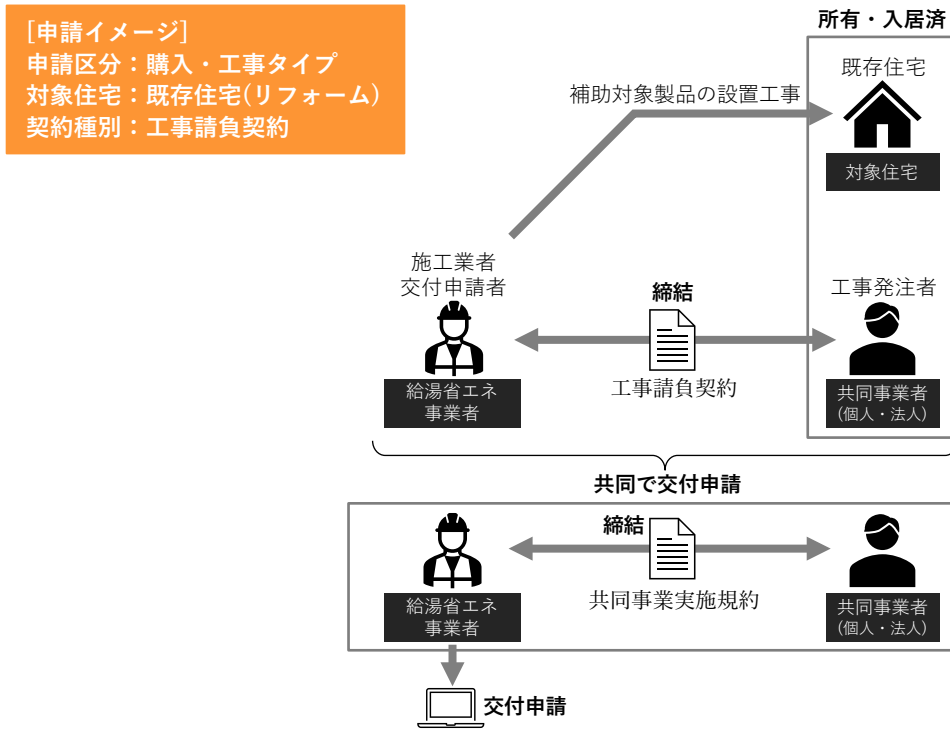 [申請イメージ]
申請区分：購入・工事タイプ
対象住宅：既存住宅(リフォーム)
契約種別：工事請負契約
所有・入居済
既存住宅
補助対象製品の設置工事
対象住宅
施工業者
交付申請者
締結
工事発注者
工事請負契約
給湯省エネ
事業者
共同事業者
(個人・法人)
共同で交付申請
締結
共同事業実施規約
給湯省エネ
事業者
共同事業者
(個人・法人)
交付申請